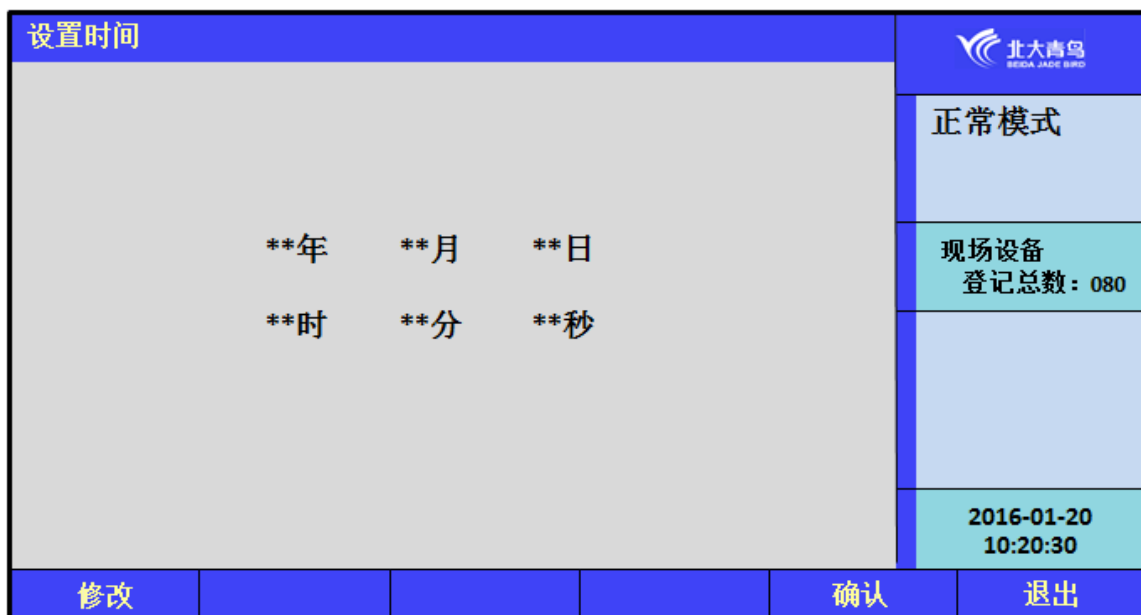 设置时间
北大青鸟
BEIDA JADE BIRD
正常模式
**年 **月 **日
**时 **分 **秒
现场设备
登记总数：080
2016-01-20
10:20:30
修改 确认 退出